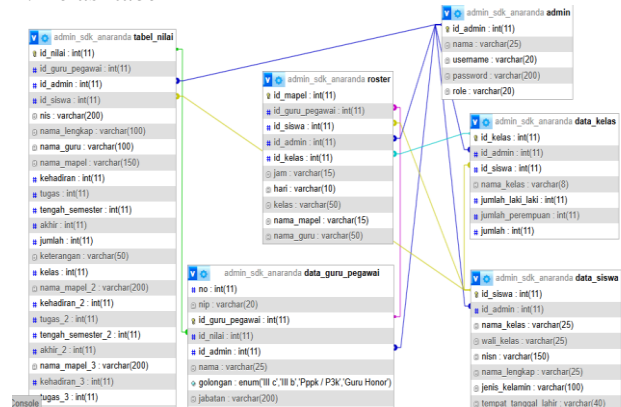 admin_sdk_anaranda tabel_nilai
id_nilai : int(11)
id_guru_pegawai : int(11)
id_admin : int(11)
id_siswa : int(11)
nis : varchar(200)
nama_lengkap : varchar(100)
nama_guru : varchar(100)
nama_mapel : varchar(150)
kehadiran : int(11)
tugas : int(11)
tengah_semester : int(11)
akhir : int(11)
jumlah : int(11)
keterangan : varchar(50)
kelas : int(11)
nama_mapel_2 : varchar(200)
kehadiran_2 : int(11)
tugas_2 : int(11)
tengah_semester_2 : int(11)
akhir_2 : int(11)
nama_mapel_3 : varchar(200)
kehadiran_3 : int(11)
tugas_3 : int(11)
Console
admin_sdk_anaranda roster
id_mapel : int(11)
id_guru_pegawai : int(11)
id_siswa : int(11)
id_admin : int(11)
id_kelas : int(11)
jam : varchar(15)
hari : varchar(10)
kelas : varchar(50)
nama_mapel : varchar(15)
nama_guru : varchar(50)
admin_sdk_anaranda data_guru_pegawai
no : int(11)
nip : varchar(20)
id_guru_pegawai : int(11)
id_nilai : int(11)
id_admin : int(11)
nama : varchar(25)
golongan : enum('III c','III b','Pppk / P3k','Guru Honor')
jabatan : varchar(200)
admin_sdk_anaranda admin
id_admin : int(11)
nama : varchar(25)
username : varchar(20)
password : varchar(200)
role : varchar(20)
admin_sdk_anaranda data_kelas
id_kelas : int(11)
id_admin : int(11)
id_siswa : int(11)
nama_kelas : varchar(8)
jumlah_laki_laki : int(11)
jumlah_perempuan : int(11)
jumlah : int(11)
admin_sdk_anaranda data_siswa
id_siswa : int(11)
id_admin : int(11)
nama_kelas : varchar(25)
wali_kelas : varchar(25)
nisn : varchar(150)
nama_lengkap : varchar(25)
jenis_kelamin : varchar(100)
tempat_tanggal_lahir : varchar(40)